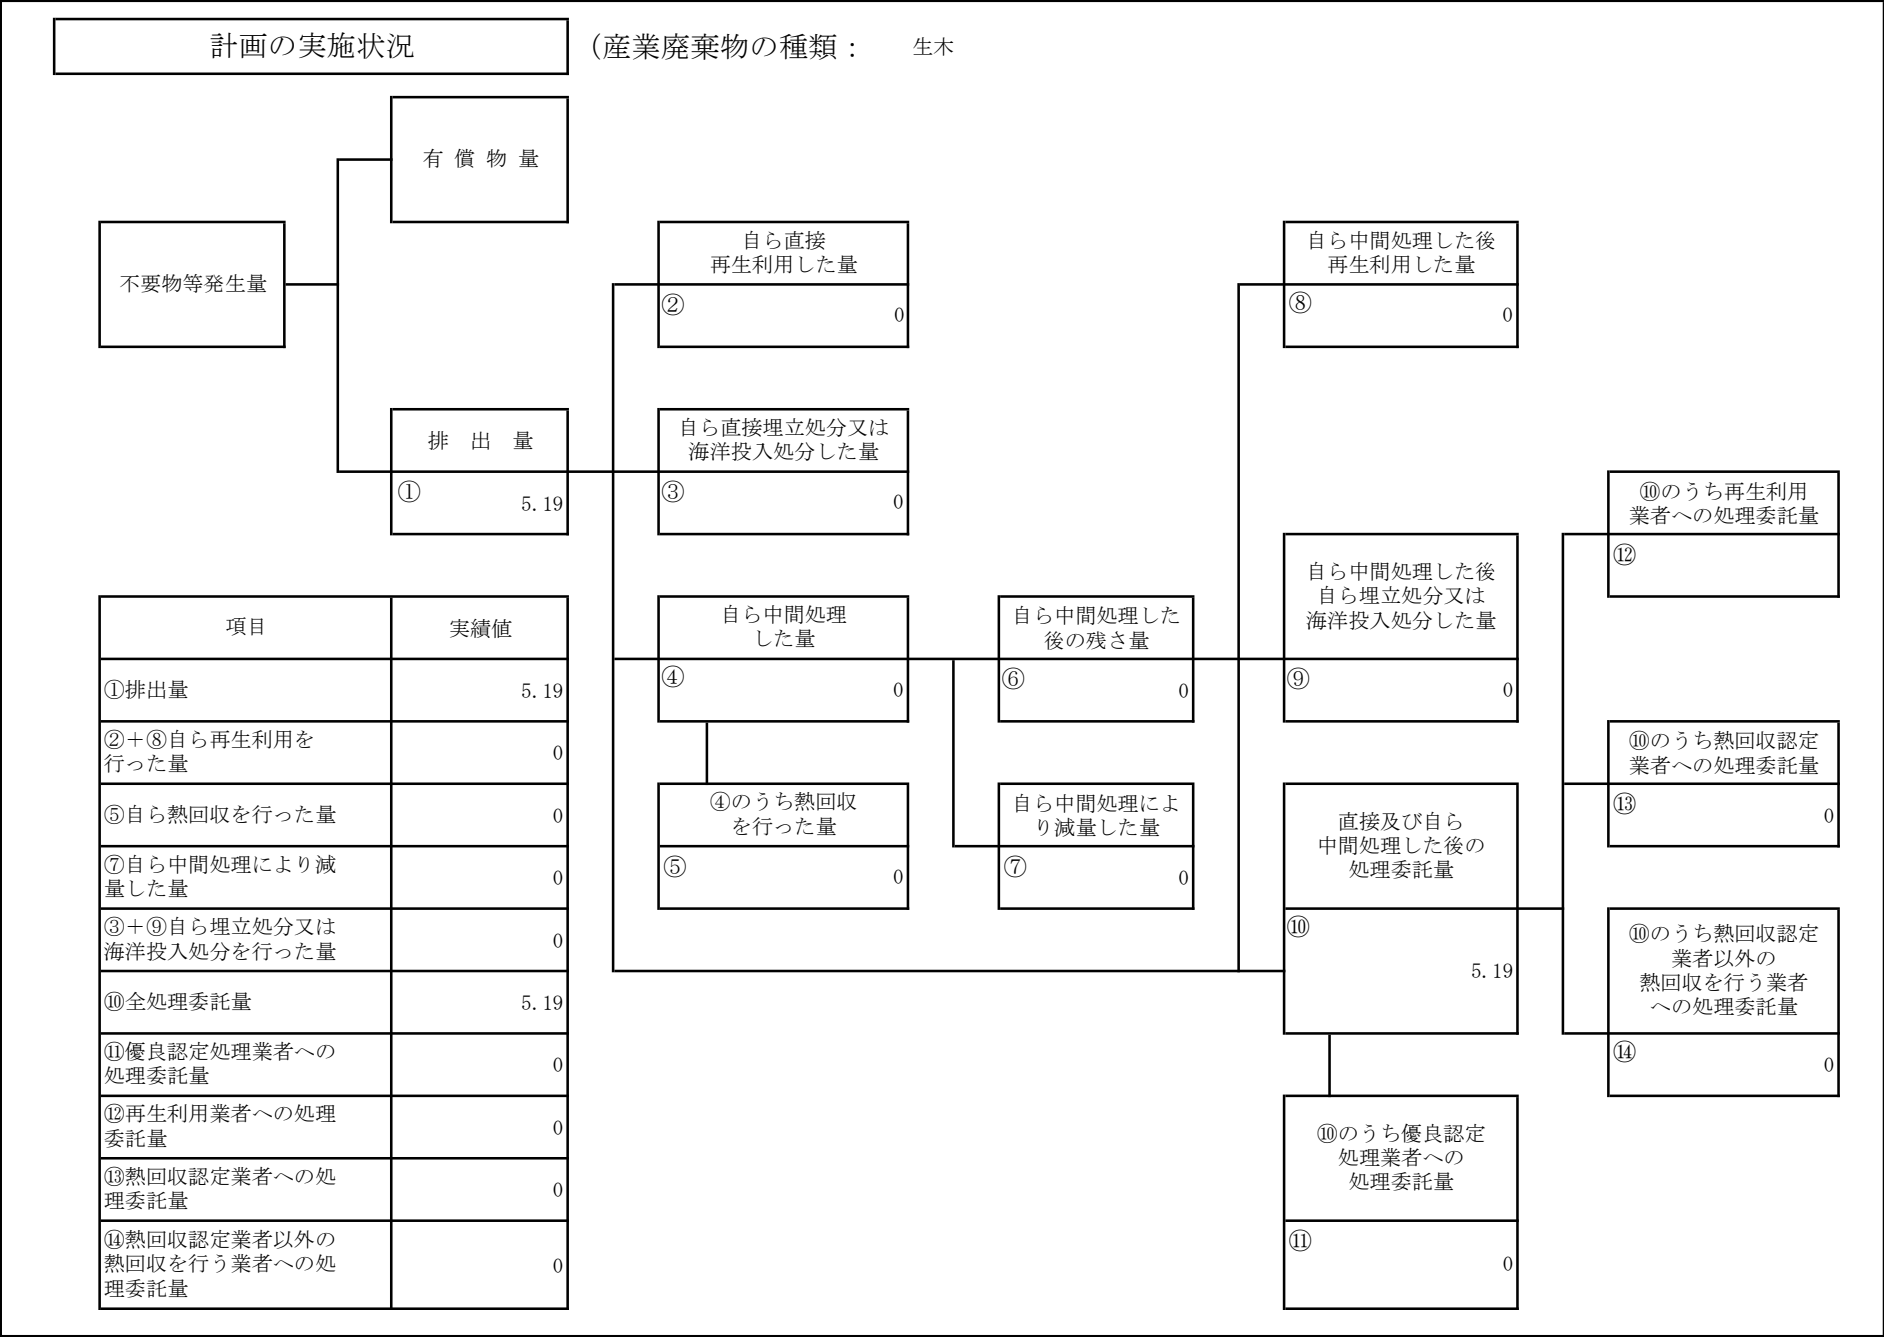 計画の実施状況
（産業廃棄物の種類： 生木
有 償 物 量
不要物等発生量
排 出 量
① 5.19
自ら直接
再生利用した量
② 0
自ら直接埋立処分又は
海洋投入処分した量
③ 0
自ら中間処理
した量
④ 0
④のうち熱回収
を行った量
⑤ 0
自ら中間処理した
後の残さ量
⑥ 0
自ら中間処理によ
り減量した量
⑦ 0
自ら中間処理した後
再生利用した量
⑧ 0
自ら中間処理した後
自ら埋立処分又は
海洋投入処分した量
⑨ 0
直接及び自ら
中間処理した後の
処理委託量
⑩
5.19
⑩のうち優良認定
処理業者への
処理委託量
⑪
0
⑩のうち再生利用
業者への処理委託量
⑫
⑩のうち熱回収認定
業者への処理委託量
⑬ 0
⑩のうち熱回収認定
業者以外の
熱回収を行う業者
への処理委託量
⑭ 0
項目 実績値
①排出量 5.19
②＋⑧自ら再生利用を
行った量 0
⑤自ら熱回収を行った量 0
⑦自ら中間処理により減
量した量 0
③＋⑨自ら埋立処分又は
海洋投入処分を行った量 0
⑩全処理委託量 5.19
⑪優良認定処理業者への
処理委託量 0
⑫再生利用業者への処理
委託量 0
⑬熱回収認定業者への処
理委託量 0
⑭熱回収認定業者以外の
熱回収を行う業者への処
理委託量 0